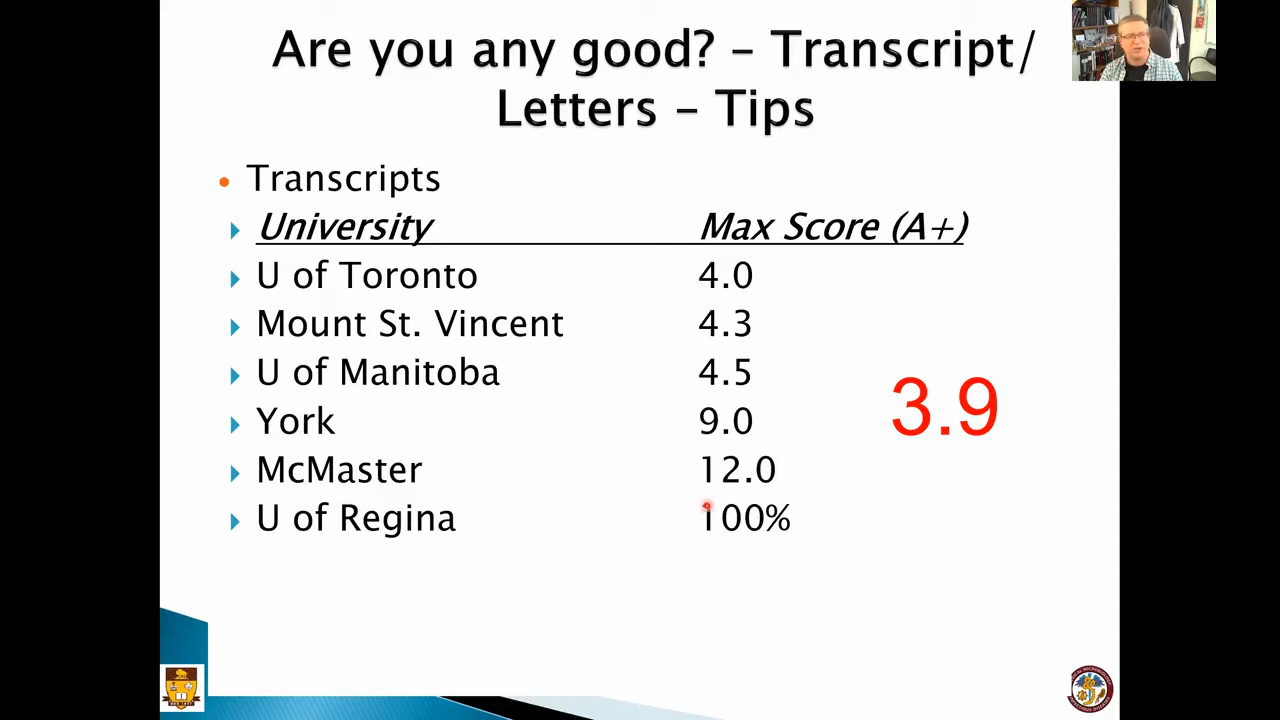 Are you any good? – Transcript/
Letters – Tips
Transcripts
University Max Score (A+)
U of Toronto 4.0
Mount St. Vincent 4.3
U of Manitoba 4.5
3.9
York 9.0
McMaster 12.0
U of Regina 100%